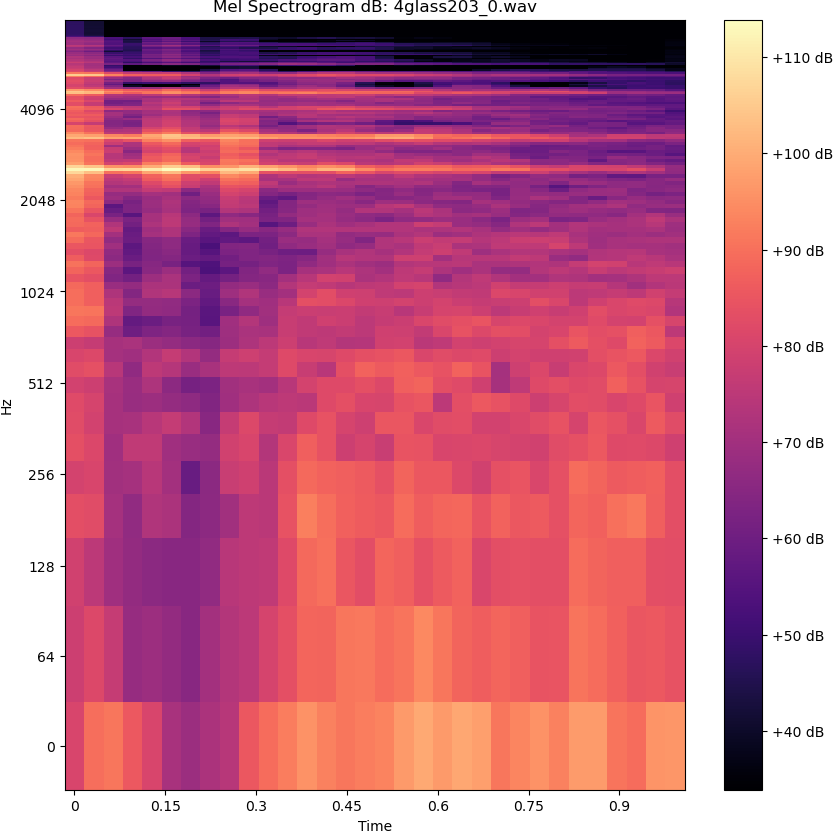 Mel Spectrogram dB: 4glass203_0.wav
4096
2048
1024
512
256
128
64
0
Hz
0 0.15 0.3 0.45 0.6 0.75 0.9
Time
+110 dB
+100 dB
+90 dB
+80 dB
+70 dB
+60 dB
+50 dB
+40 dB